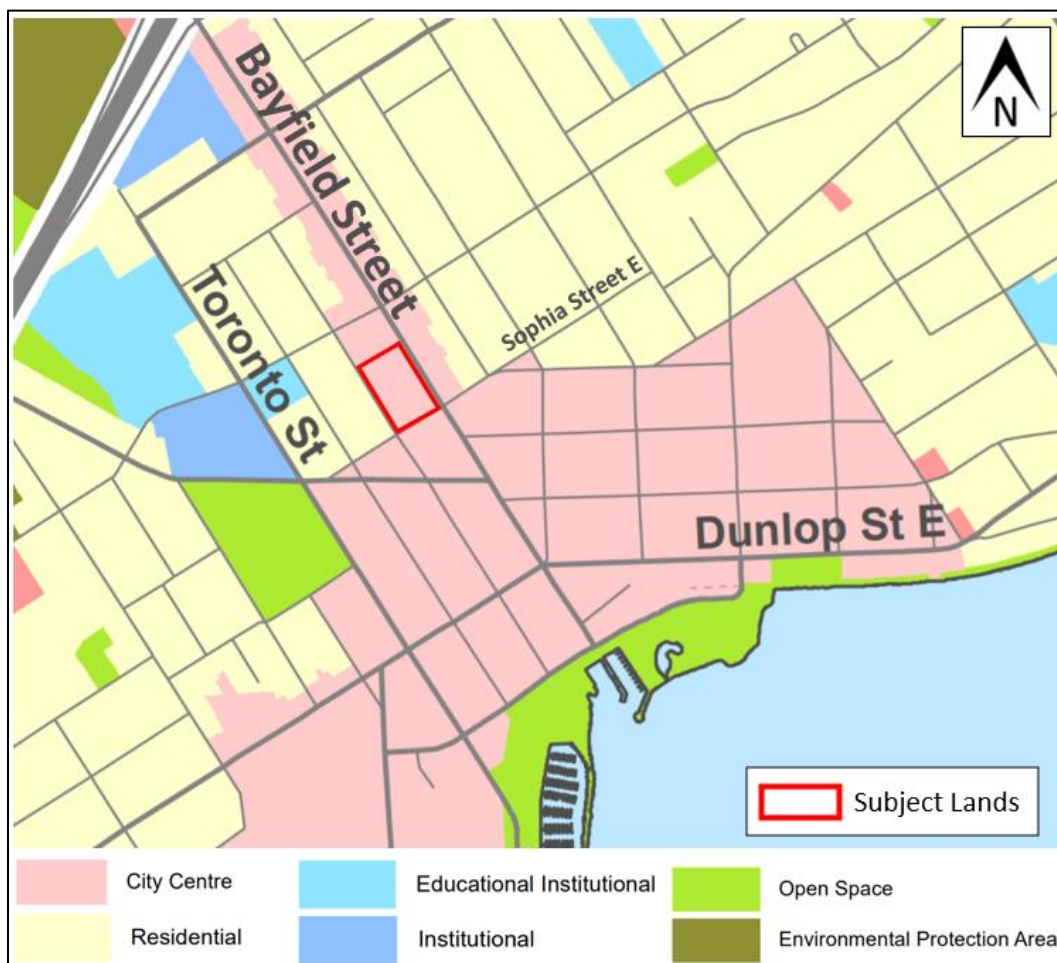 Bayfield Street
N
Sophia Street E
Toronto St
Dunlop St E
Subject Lands
City Centre
Educational Institutional
Open Space
Residential
Institutional
Environmental Protection Area